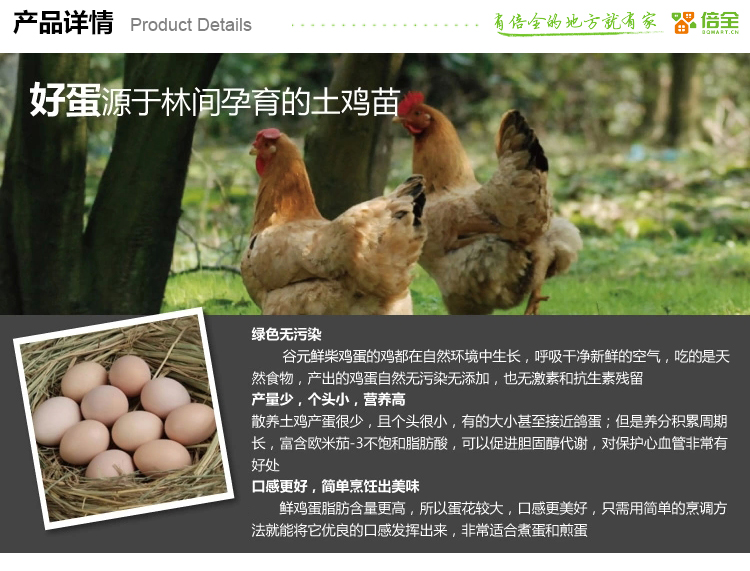 产品详情 Product Details 有倍全的地方就有家 倍全
BQMART.CN
好蛋源于林间孕育的土鸡苗
绿色无污染
谷元鲜柴鸡蛋的鸡都在自然环境中生长，呼吸干净新鲜的空气，吃的是天
然食物，产出的鸡蛋自然无污染无添加，也无激素和抗生素残留
产量少，个头小，营养高
散养土鸡产蛋很少，且个头很小，有的大小甚至接近鸽蛋；但是养分积累周期
长，富含欧米茄-3不饱和脂肪酸，可以促进胆固醇代谢，对保护心血管非常有
好处
口感更好，简单烹饪出美味
鲜鸡蛋脂肪含量更高，所以蛋花较大，口感更美好，只需用简单的烹调方
法就能将它优良的口感发挥出来，非常适合煮蛋和煎蛋